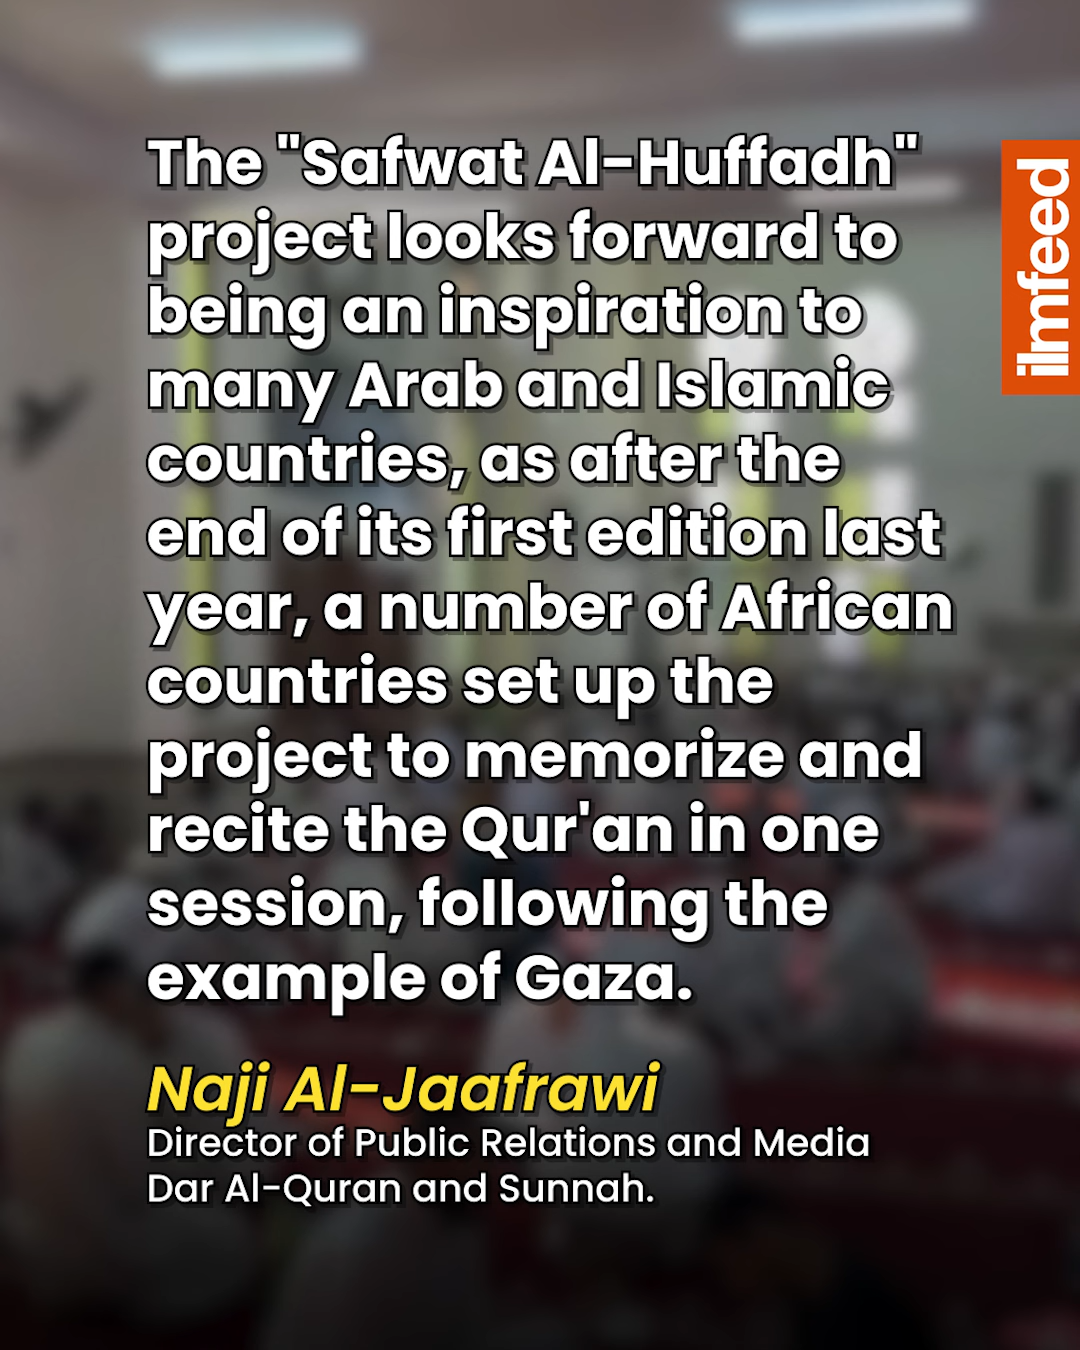 The "Safwat Al-Huffadh"
project looks forward to
being an inspiration to
many Arab and Islamic
countries, as after the
end of its first edition last
year, a number of African
countries set up the
project to memorize and
recite the Qur'an in one
session, following the
example of Gaza.
Naji Al-Jaafrawi
Director of Public Relations and Media
Dar Al-Quran and Sunnah.
ilmfeed